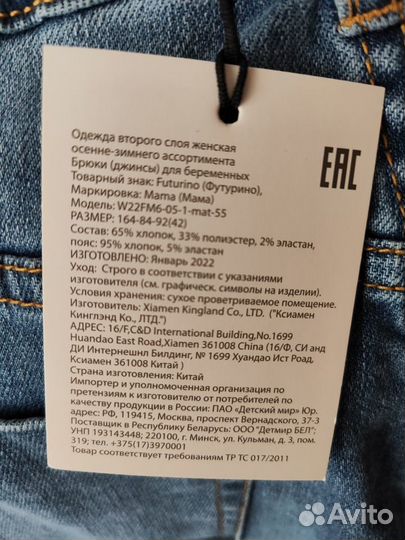 Одежда второго слоя женская
осенне-зимнего ассортимента
Брюки (джинсы) для беременных
Товарный знак: Futurino (Футурино),
Маркировка: Mama (Мама)
Модель: W22FM6-05-1-mat-55
РАЗМЕР: 164-84-92(42)
Состав: 65% хлопок, 33% полиэстер, 2% эластан,
пояс: 95% хлопок, 5% эластан
ИЗГОТОВЛЕНО: Январь 2022
Уход: Строго в соответствии с указаниями
изготовителя (см. графическ. символы на изделии).
Условия хранения: сухое проветриваемое помещение.
Изготовитель: Xiamen Kingland Co., LTD. ("Ксиамен
Кингlэнд Ко., ЛТД.")
АДРЕС: 16/F,C&D International Building,No.1699
Huandao East Road,Xiamen 361008 China (16/Ф, СИ анд
ДИ Интернешнл Билдинг, № 1699 Хуандао Ист Роад,
Ксиамен 361008 Китай )
Страна изготовления: Китай
Импортер и уполномоченная организация по
претензиям к изготовителю от потребителей по
качеству продукции в России: ПАО «Детский мир» Юр.
адрес: РФ, 119415, Москва, проспект Вернадского, 37-3
Поставщик в Республику Беларусь: ООО "Детмир БЕЛ";
УНП 193143448; 220100, г. Минск, ул. Кульман, д. 3, пом.
319; тел.: +375(17)3970001
Товар соответствует требованиям ТР ТС 017/2011
EAC
Avito